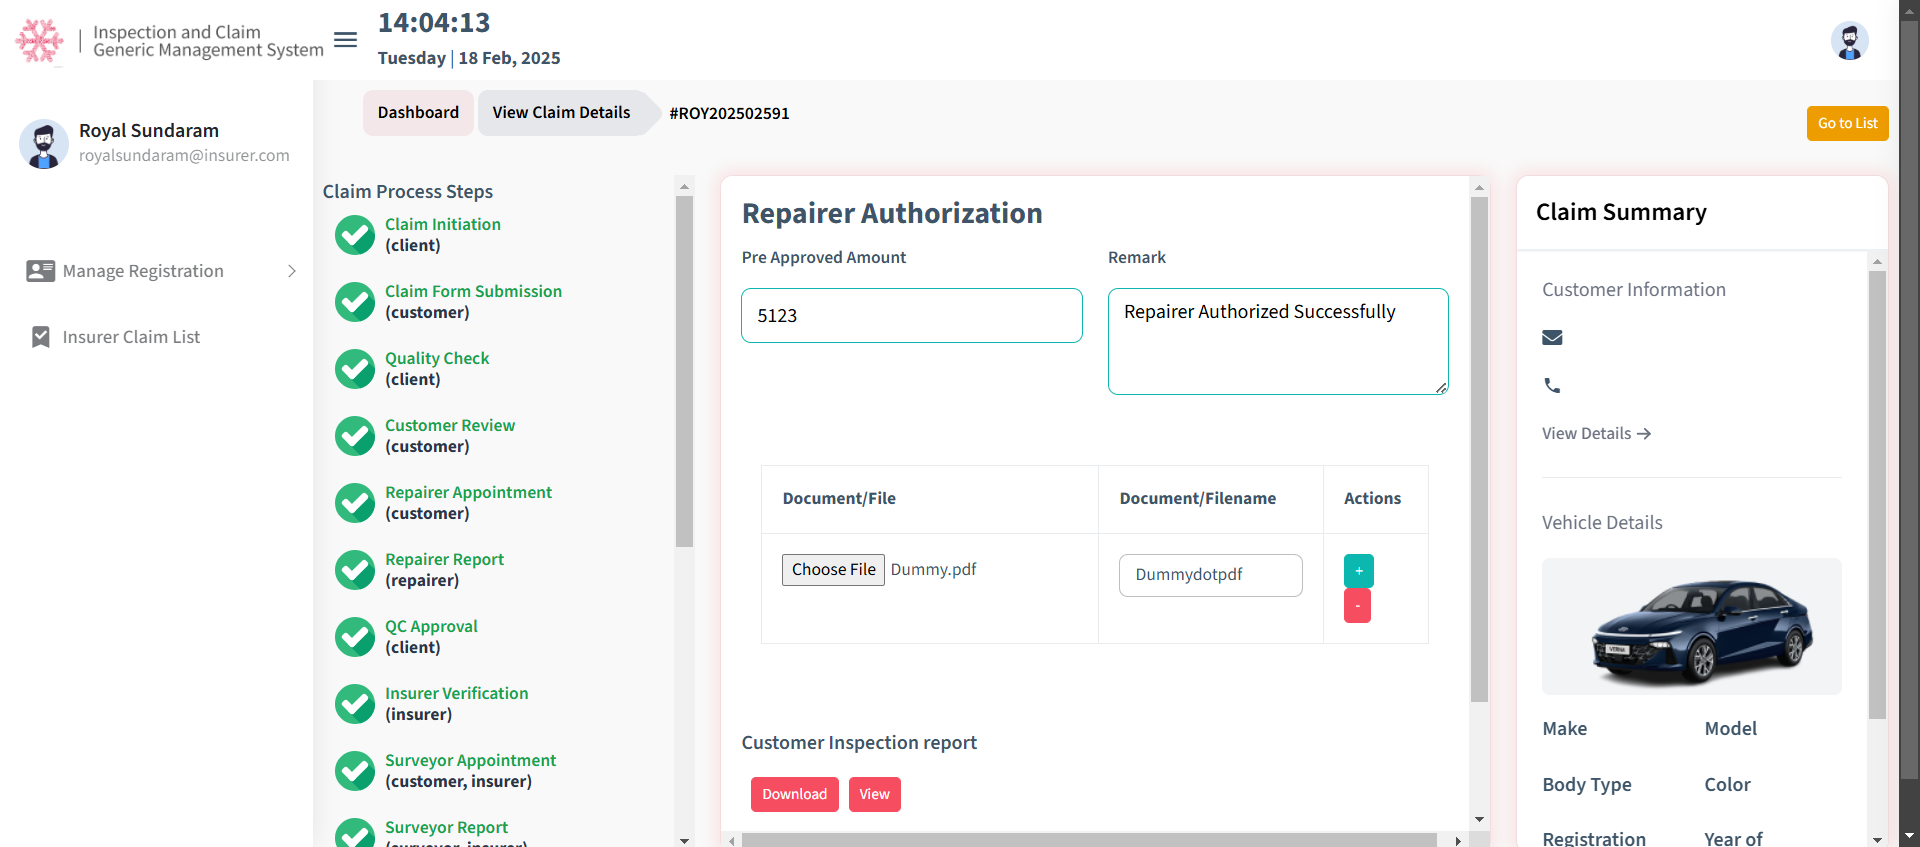 Inspection and Claim
Generic Management System
14:04:13
Tuesday | 18 Feb, 2025
Royal Sundaram
royalsundaram@insurer.com
Manage Registration
Insurer Claim List
Dashboard
View Claim Details
#ROY202502591
Go to List
Claim Process Steps
Claim Initiation
(client)
Claim Form Submission
(customer)
Quality Check
(client)
Customer Review
(customer)
Repairer Appointment
(customer)
Repairer Report
(repairer)
QC Approval
(client)
Insurer Verification
(insurer)
Surveyor Appointment
(customer, insurer)
Surveyor Report
(surveyor, insurer)
Repairer Authorization
Pre Approved Amount
Remark
5123
Repairer Authorized Successfully
Document/File
Document/Filename
Actions
Choose File
Dummy.pdf
Dummydotpdf
+
-
Customer Inspection report
Download
View
Claim Summary
Customer Information
View Details →
Vehicle Details
Make
Model
Body Type
Color
Registration
Year of